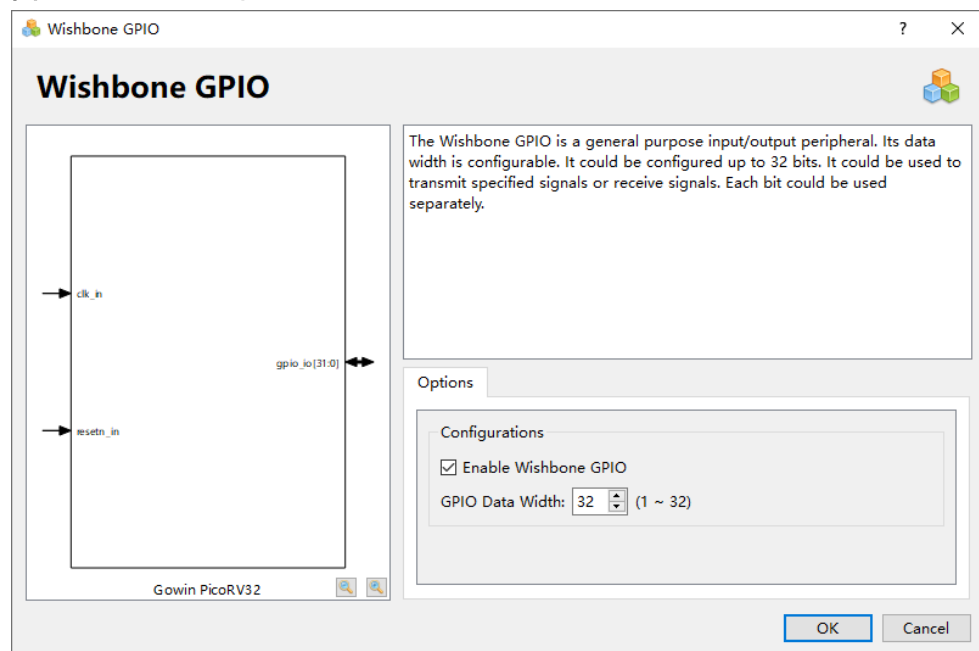 Wishbone GPIO
?
Wishbone GPIO
The Wishbone GPIO is a general purpose input/output peripheral. Its data
width is configurable. It could be configured up to 32 bits. It could be used to
transmit specified signals or receive signals. Each bit could be used
separately.
clk_in
gpio_io[31:0]
resetn_in
Gowin PicoRV32
Options
Configurations
Enable Wishbone GPIO
GPIO Data Width: 32 (1 ~ 32)
OK Cancel